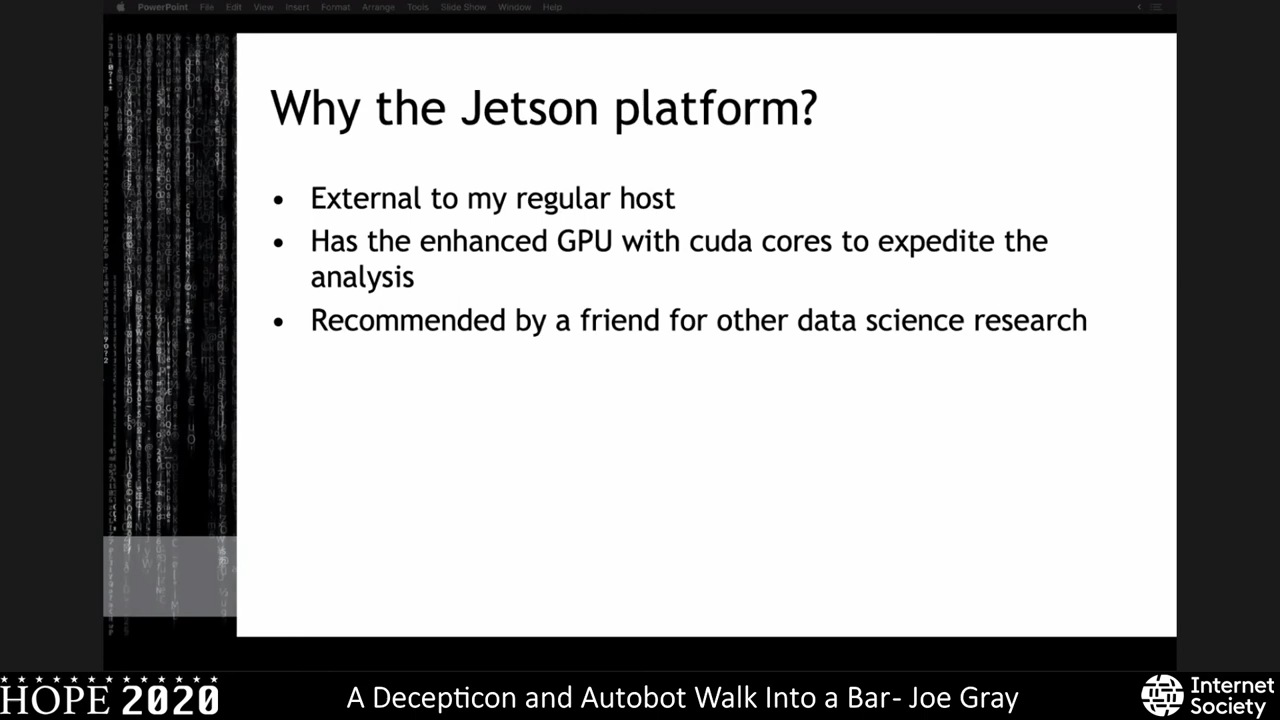 PowerPoint File Edit View Insert Format Arrange Tools Slide Show Window Help
Why the Jetson platform?
• External to my regular host
• Has the enhanced GPU with cuda cores to expedite the
analysis
• Recommended by a friend for other data science research
HOPE 2020
A Decepticon and Autobot Walk Into a Bar- Joe Gray
Internet
Society